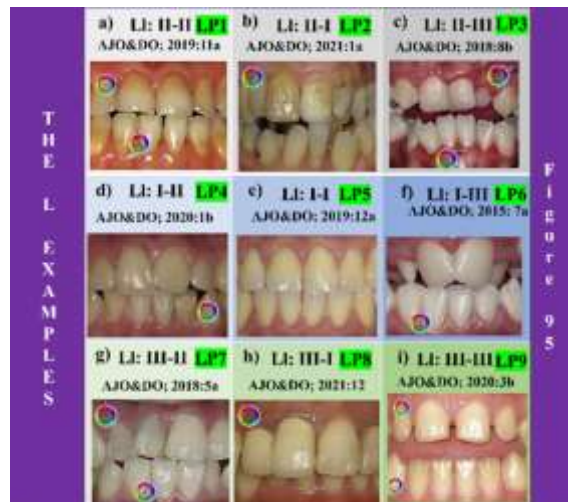 THE L EXAMPLES
a) LI: II-II LP1
AJO&DO; 2019:11a
b) LI: II-I LP2
AJO&DO; 2021:1a
c) LI: II-III LP3
AJO&DO; 2018:8b
d) LI: I-II LP4
AJO&DO; 2020:1b
e) LI: I-I LP5
AJO&DO; 2019:12a
f) LI: I-III LP6
AJO&DO; 2015: 7a
g) LI: III-II LP7
AJO&DO; 2018:5a
h) LI: III-I LP8
AJO&DO; 2021:12
i) LI: III-III LP9
AJO&DO; 2020:3b
Figure 95